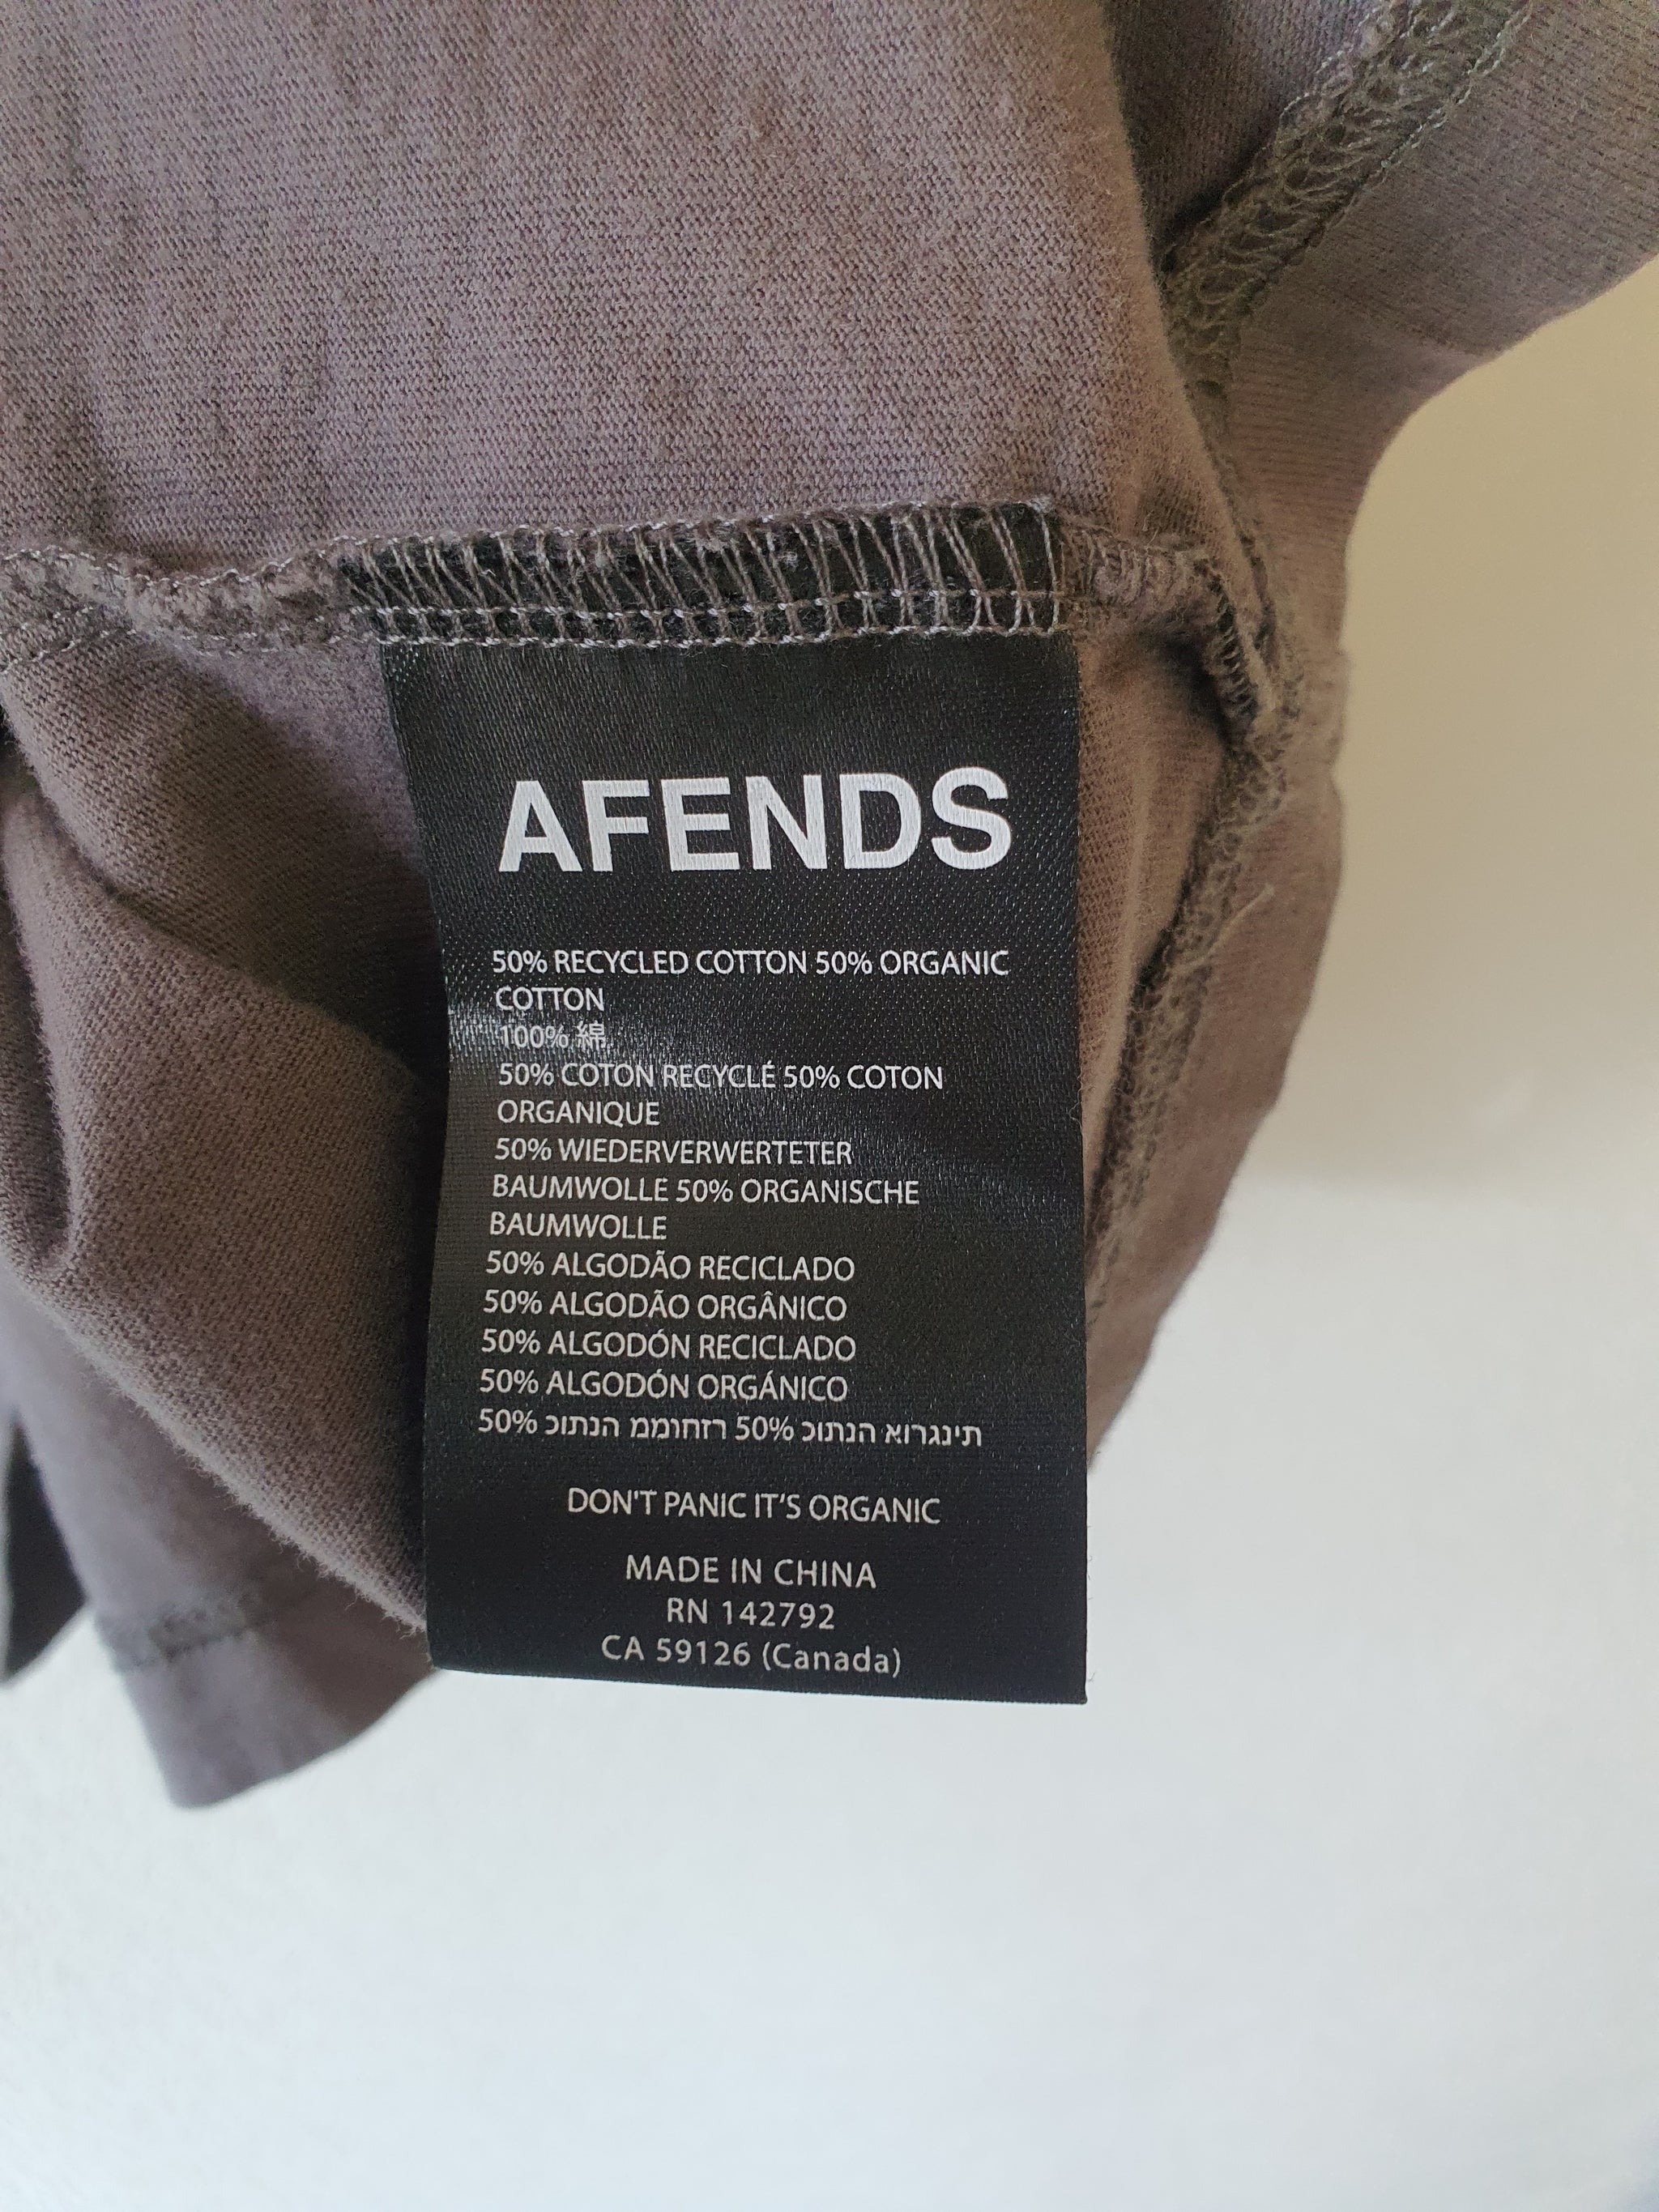 AFENDS
50% RECYCLED COTTON 50% ORGANIC
COTTON
100% 綿
50% COTON RECYCLÉ 50% COTON
ORGANIQUE
50% WIEDERVERWERTETER
BAUMWOLLE 50% ORGANISCHE
BAUMWOLLE
50% ALGODÃO RECICLADO
50% ALGODÃO ORGÂNICO
50% ALGODÓN RECICLADO
50% ALGODÓN ORGÁNICO
50% כותנה ממוחזר 50% כותנה אורגנית
DON'T PANIC IT'S ORGANIC
MADE IN CHINA
RN 142792
CA 59126 (Canada)